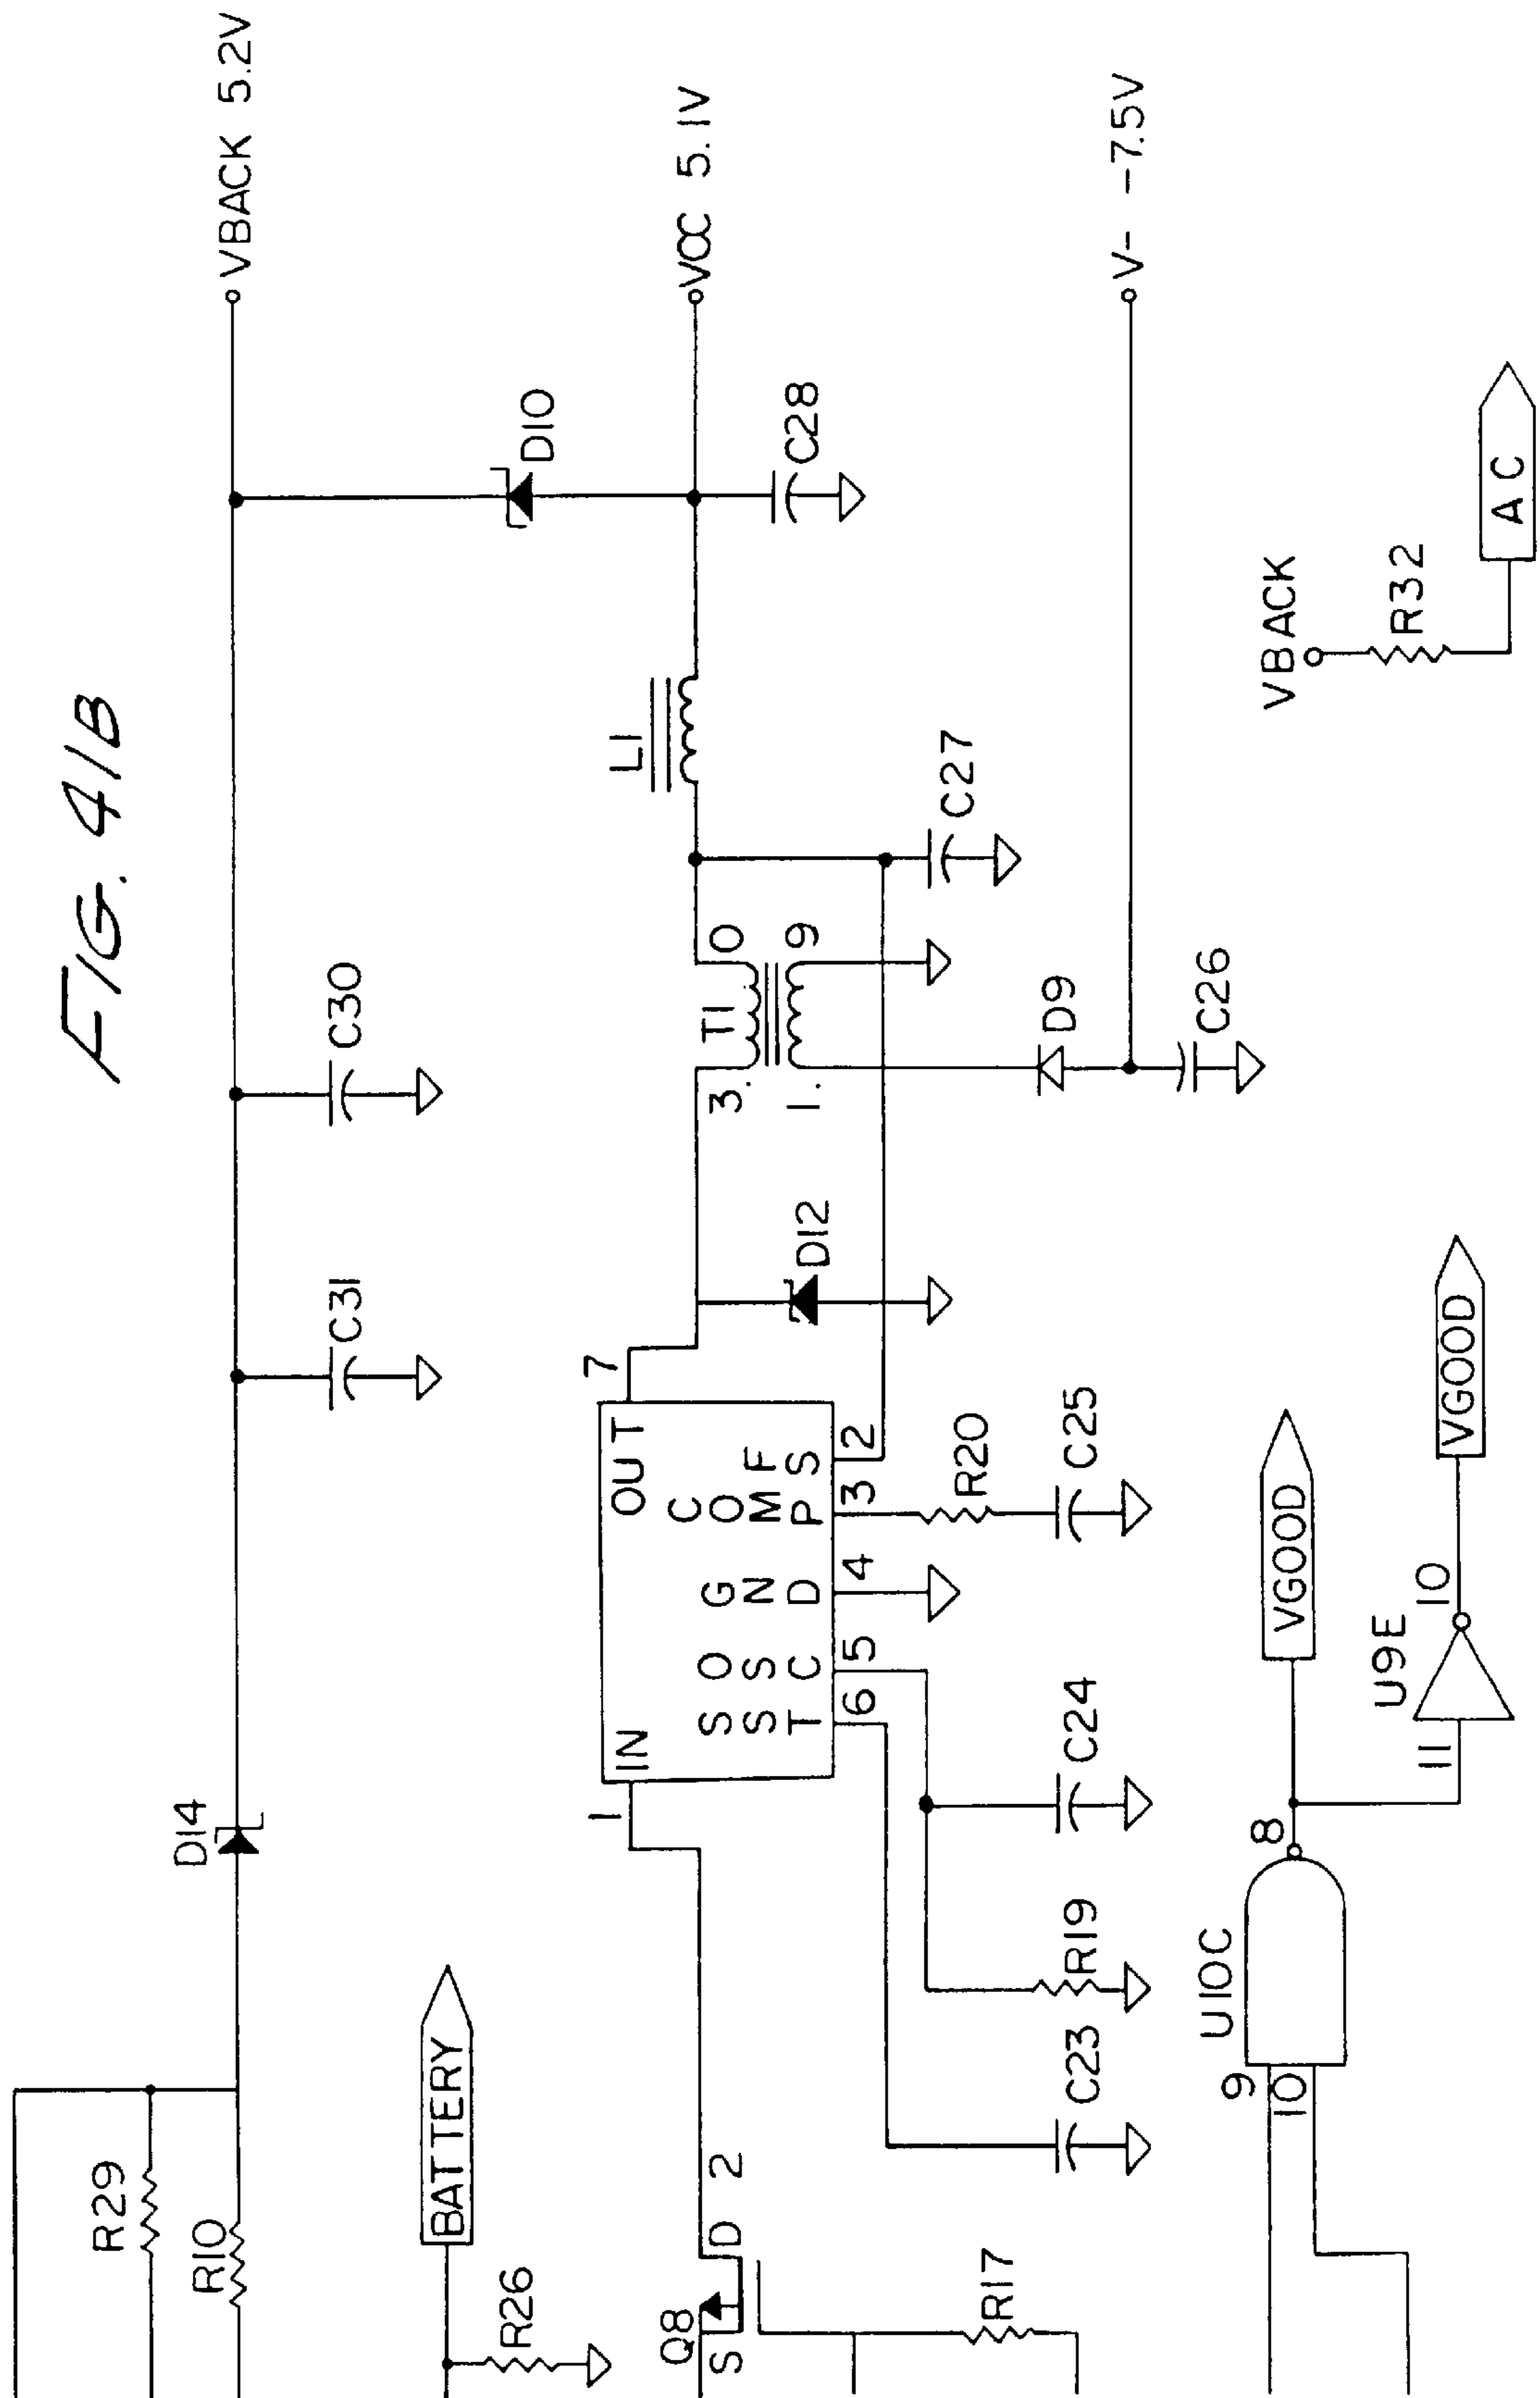 FIG. 41B
VBACK 5.2V
D14
C31
C30
R29
R10
BATTERY
R26
D10
VCC 5.1V
L1
C28
C27
Q8
S
D 2
R17
1
IN
OUT
7
SST
OSC
GND
COMP
FS
6
5
4
3
2
D12
3.
T1
0
1.
9
D9
C26
V- -7.5V
C23
R19
C24
R20
C25
U10C
9
10
8
VGOOD
U9E
11
10
VGOOD
VBACK
R32
AC